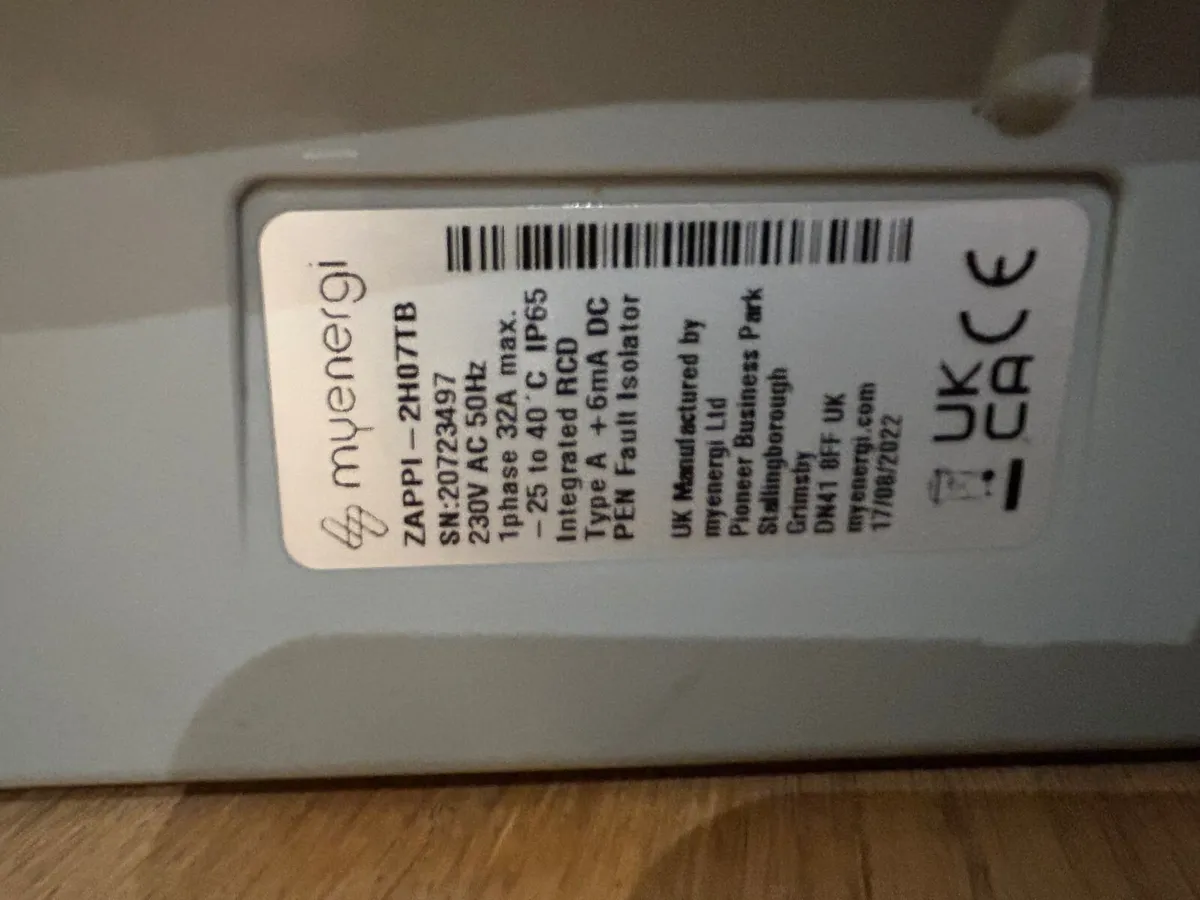 myenergi
ZAPPI-2H07TB
SN:20723497
230V AC 50Hz
1phase 32A max.
-25 to 40°C IP65
Integrated RCD
Type A +6mA DC
PEN Fault Isolator
UK Manufactured by
myenergi Ltd
Pioneer Business Park
Stallingborough
Grimsby
DN41 8FF UK
myenergi.com
17/08/2022
UK
CA CE